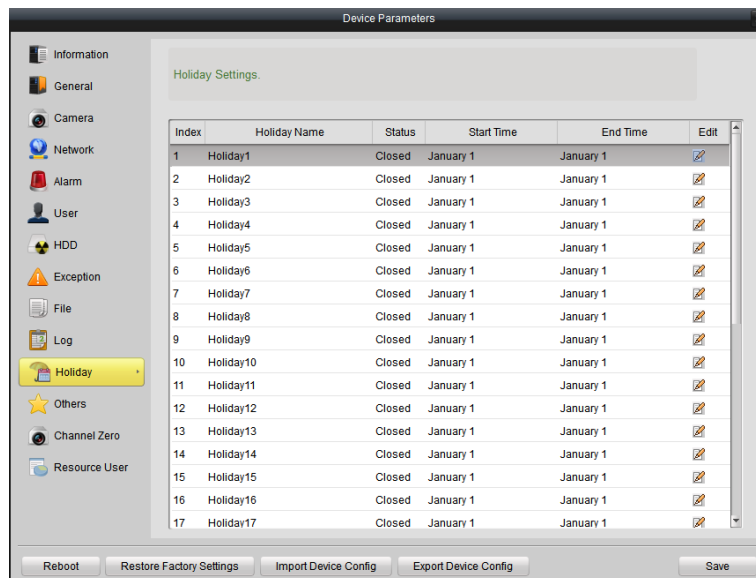 Device Parameters
Information
General
Camera
Network
Alarm
User
HDD
Exception
File
Log
Holiday
Others
Channel Zero
Resource User
Holiday Settings.
Index Holiday Name Status Start Time End Time Edit
1 Holiday1 Closed January 1 January 1
2 Holiday2 Closed January 1 January 1
3 Holiday3 Closed January 1 January 1
4 Holiday4 Closed January 1 January 1
5 Holiday5 Closed January 1 January 1
6 Holiday6 Closed January 1 January 1
7 Holiday7 Closed January 1 January 1
8 Holiday8 Closed January 1 January 1
9 Holiday9 Closed January 1 January 1
10 Holiday10 Closed January 1 January 1
11 Holiday11 Closed January 1 January 1
12 Holiday12 Closed January 1 January 1
13 Holiday13 Closed January 1 January 1
14 Holiday14 Closed January 1 January 1
15 Holiday15 Closed January 1 January 1
16 Holiday16 Closed January 1 January 1
17 Holiday17 Closed January 1 January 1
Reboot Restore Factory Settings Import Device Config Export Device Config Save